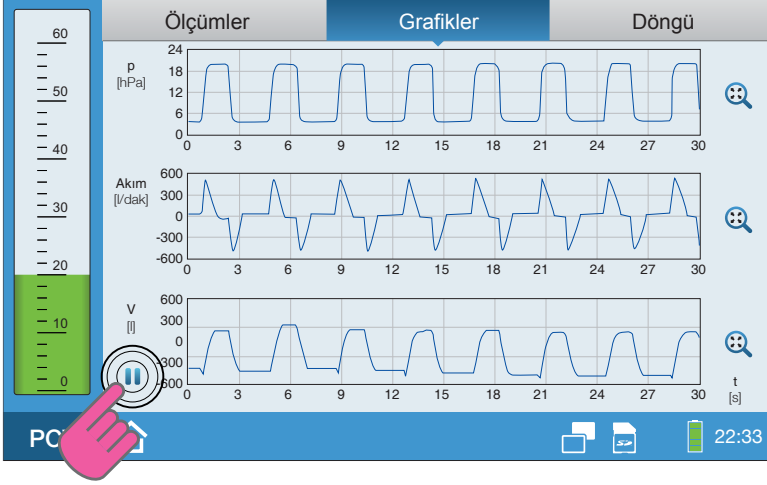 Ölçümler Grafikler Döngü
60
50
40
30
20
10
0
p
[hPa]
24
18
12
6
0
0 3 6 9 12 15 18 21 24 27 30
Akım
[l/dak]
600
300
0
-300
-600
0 3 6 9 12 15 18 21 24 27 30
V
[l]
600
300
0
-300
-600
0 3 6 9 12 15 18 21 24 27 30
t
[s]
22:33